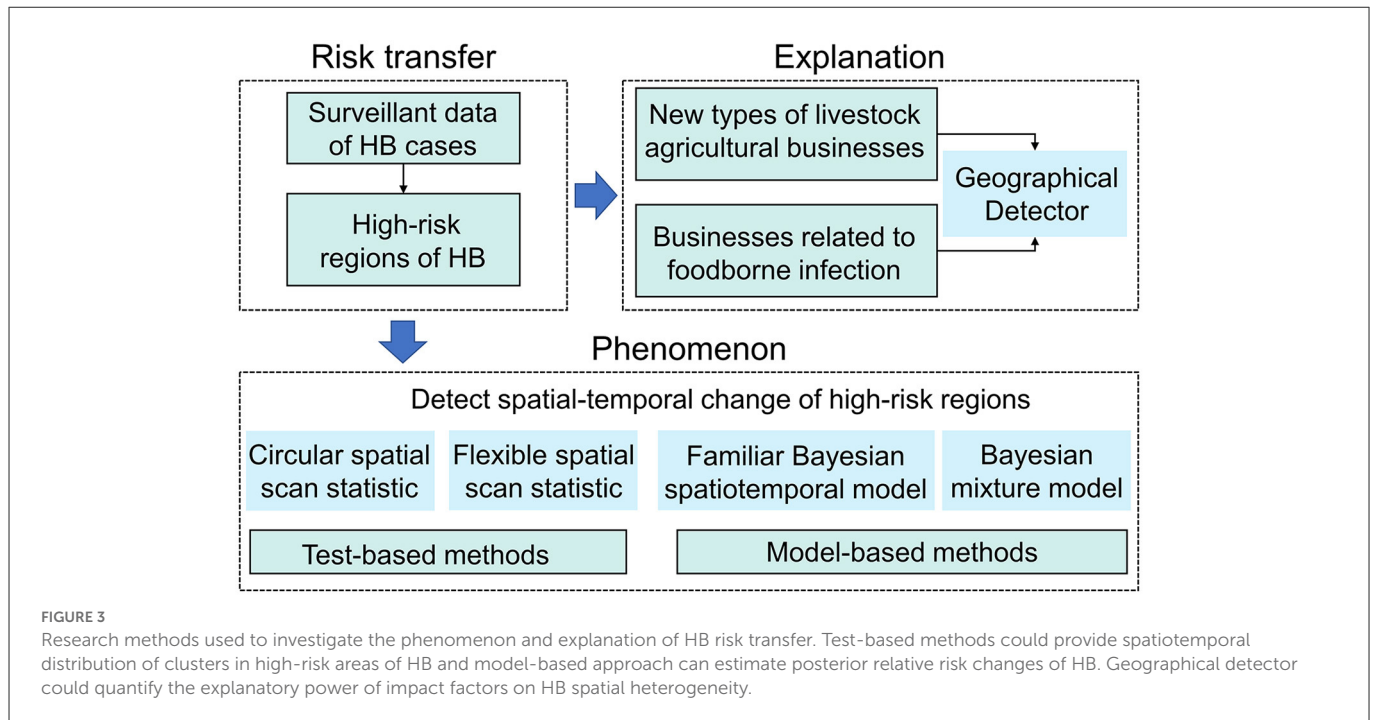 Risk transfer
Surveillant data
of HB cases
High-risk
regions of HB
Explanation
New types of livestock
agricultural businesses
Businesses related to
foodborne infection
Geographical
Detector
Phenomenon
Detect spatial-temporal change of high-risk regions
Circular spatial
scan statistic
Flexible spatial
scan statistic
Familiar Bayesian
spatiotemporal model
Bayesian
mixture model
Test-based methods
Model-based methods
FIGURE 3
Research methods used to investigate the phenomenon and explanation of HB risk transfer. Test-based methods could provide spatiotemporal
distribution of clusters in high-risk areas of HB and model-based approach can estimate posterior relative risk changes of HB. Geographical detector
could quantify the explanatory power of impact factors on HB spatial heterogeneity.